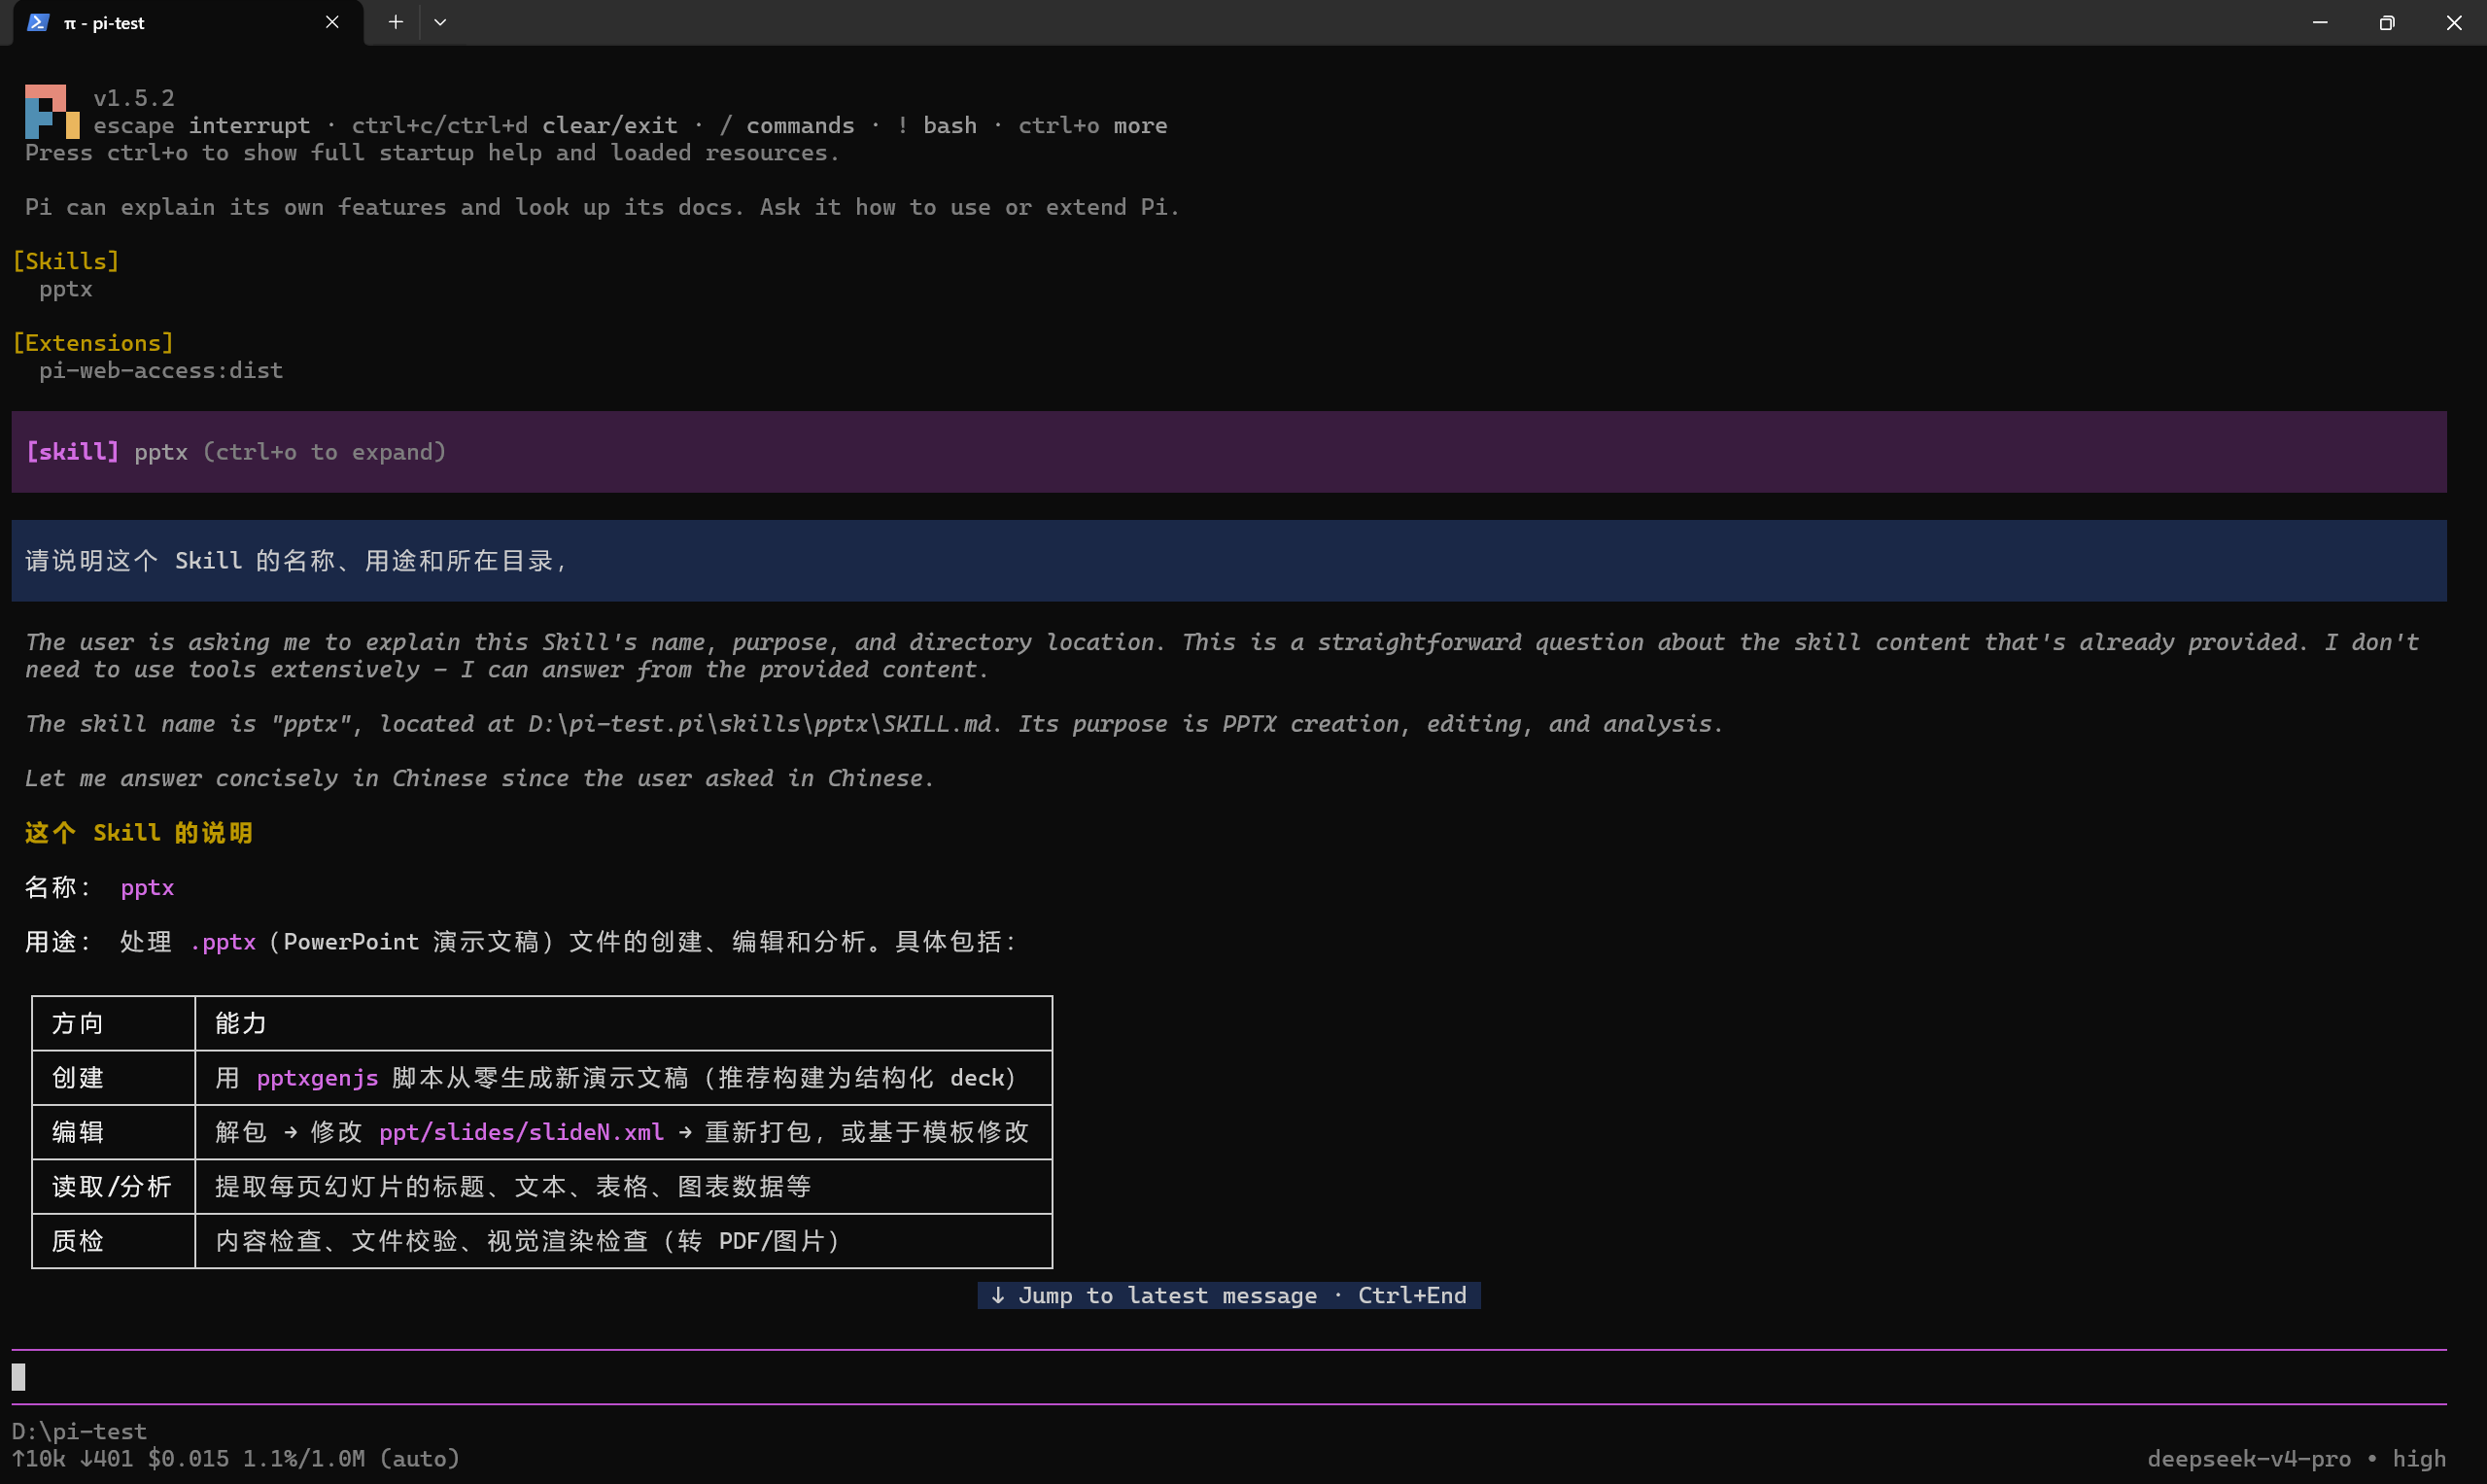 π - pi-test
v1.5.2
escape interrupt · ctrl+c/ctrl+d clear/exit · / commands · ! bash · ctrl+o more
Press ctrl+o to show full startup help and loaded resources.
Pi can explain its own features and look up its docs. Ask it how to use or extend Pi.
[Skills]
pptx
[Extensions]
pi-web-access:dist
[skill] pptx (ctrl+o to expand)
请说明这个 Skill 的名称、用途和所在目录,
The user is asking me to explain this Skill's name, purpose, and directory location. This is a straightforward question about the skill content that's already provided. I don't
need to use tools extensively - I can answer from the provided content.
The skill name is "pptx", located at D:\pi-test.pi\skills\pptx\SKILL.md. Its purpose is PPTX creation, editing, and analysis.
Let me answer concisely in Chinese since the user asked in Chinese.
这个 Skill 的说明
名称： pptx
用途： 处理 .pptx（PowerPoint 演示文稿）文件的创建、编辑和分析。具体包括：
方向 能力
创建 用 pptxgenjs 脚本从零生成新演示文稿（推荐构建为结构化 deck）
编辑 解包 → 修改 ppt/slides/slideN.xml → 重新打包，或基于模板修改
读取/分析 提取每页幻灯片的标题、文本、表格、图表数据等
质检 内容检查、文件校验、视觉渲染检查（转 PDF/图片）
↓ Jump to latest message · Ctrl+End
D:\pi-test
↑10k ↓401 $0.015 1.1%/1.0M (auto) deepseek-v4-pro • high